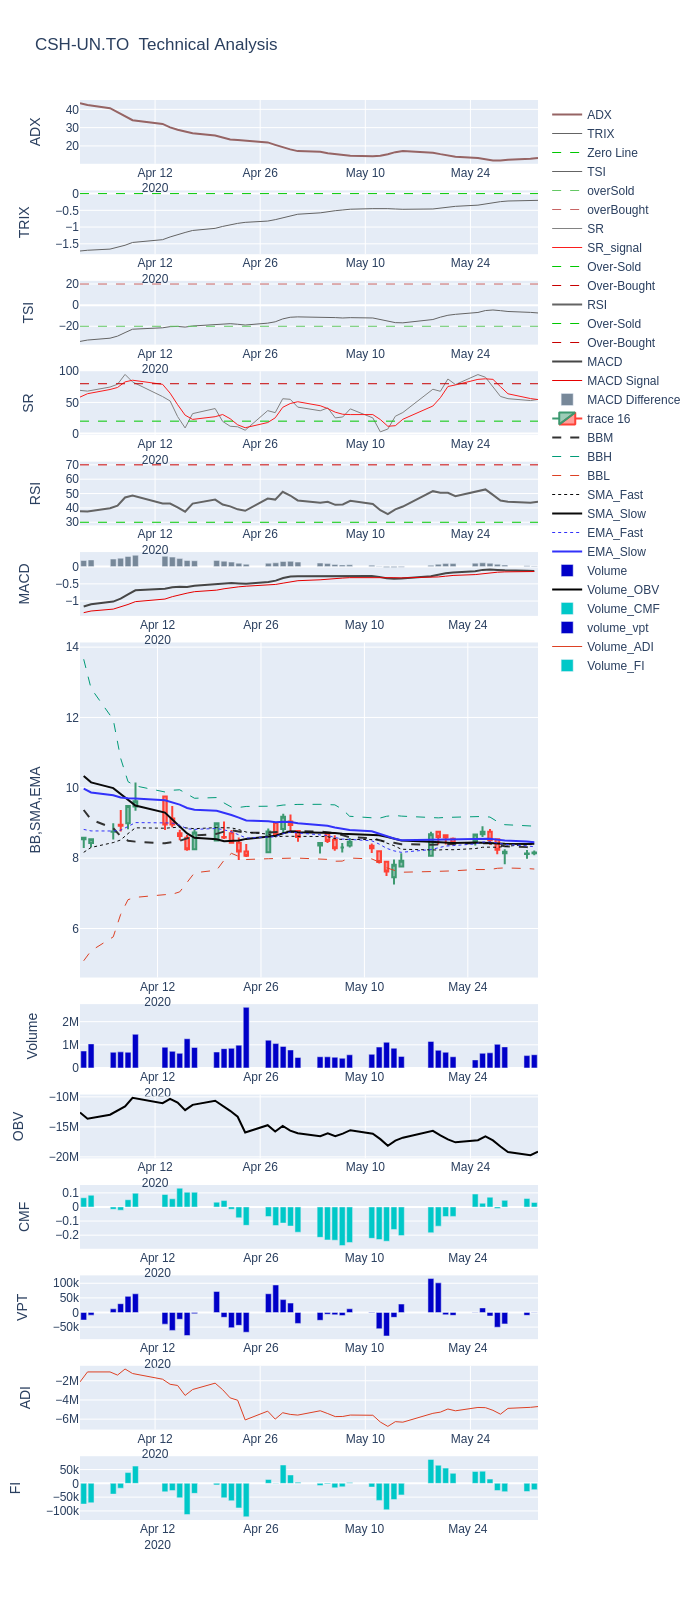 CSH-UN.TO  Technical Analysis
ADX
40
30
20
Apr 12
2020
Apr 26
May 10
May 24
TRIX
0
−0.5
−1
−1.5
Apr 12
2020
Apr 26
May 10
May 24
TSI
20
0
−20
Apr 12
2020
Apr 26
May 10
May 24
SR
100
50
0
Apr 12
2020
Apr 26
May 10
May 24
RSI
70
60
50
40
30
Apr 12
2020
Apr 26
May 10
May 24
MACD
0
−0.5
−1
Apr 12
2020
Apr 26
May 10
May 24
BB,SMA,EMA
14
12
10
8
6
Apr 12
2020
Apr 26
May 10
May 24
Volume
2M
1M
0
Apr 12
2020
Apr 26
May 10
May 24
OBV
−10M
−15M
−20M
Apr 12
2020
Apr 26
May 10
May 24
CMF
0.1
0
−0.1
−0.2
Apr 12
2020
Apr 26
May 10
May 24
VPT
100k
50k
0
−50k
Apr 12
2020
Apr 26
May 10
May 24
ADI
−2M
−4M
−6M
Apr 12
2020
Apr 26
May 10
May 24
FI
50k
0
−50k
−100k
Apr 12
2020
Apr 26
May 10
May 24
ADX
TRIX
Zero Line
TSI
overSold
overBought
SR
SR_signal
Over-Sold
Over-Bought
RSI
Over-Sold
Over-Bought
MACD
MACD Signal
MACD Difference
trace 16
BBM
BBH
BBL
SMA_Fast
SMA_Slow
EMA_Fast
EMA_Slow
Volume
Volume_OBV
Volume_CMF
volume_vpt
Volume_ADI
Volume_FI